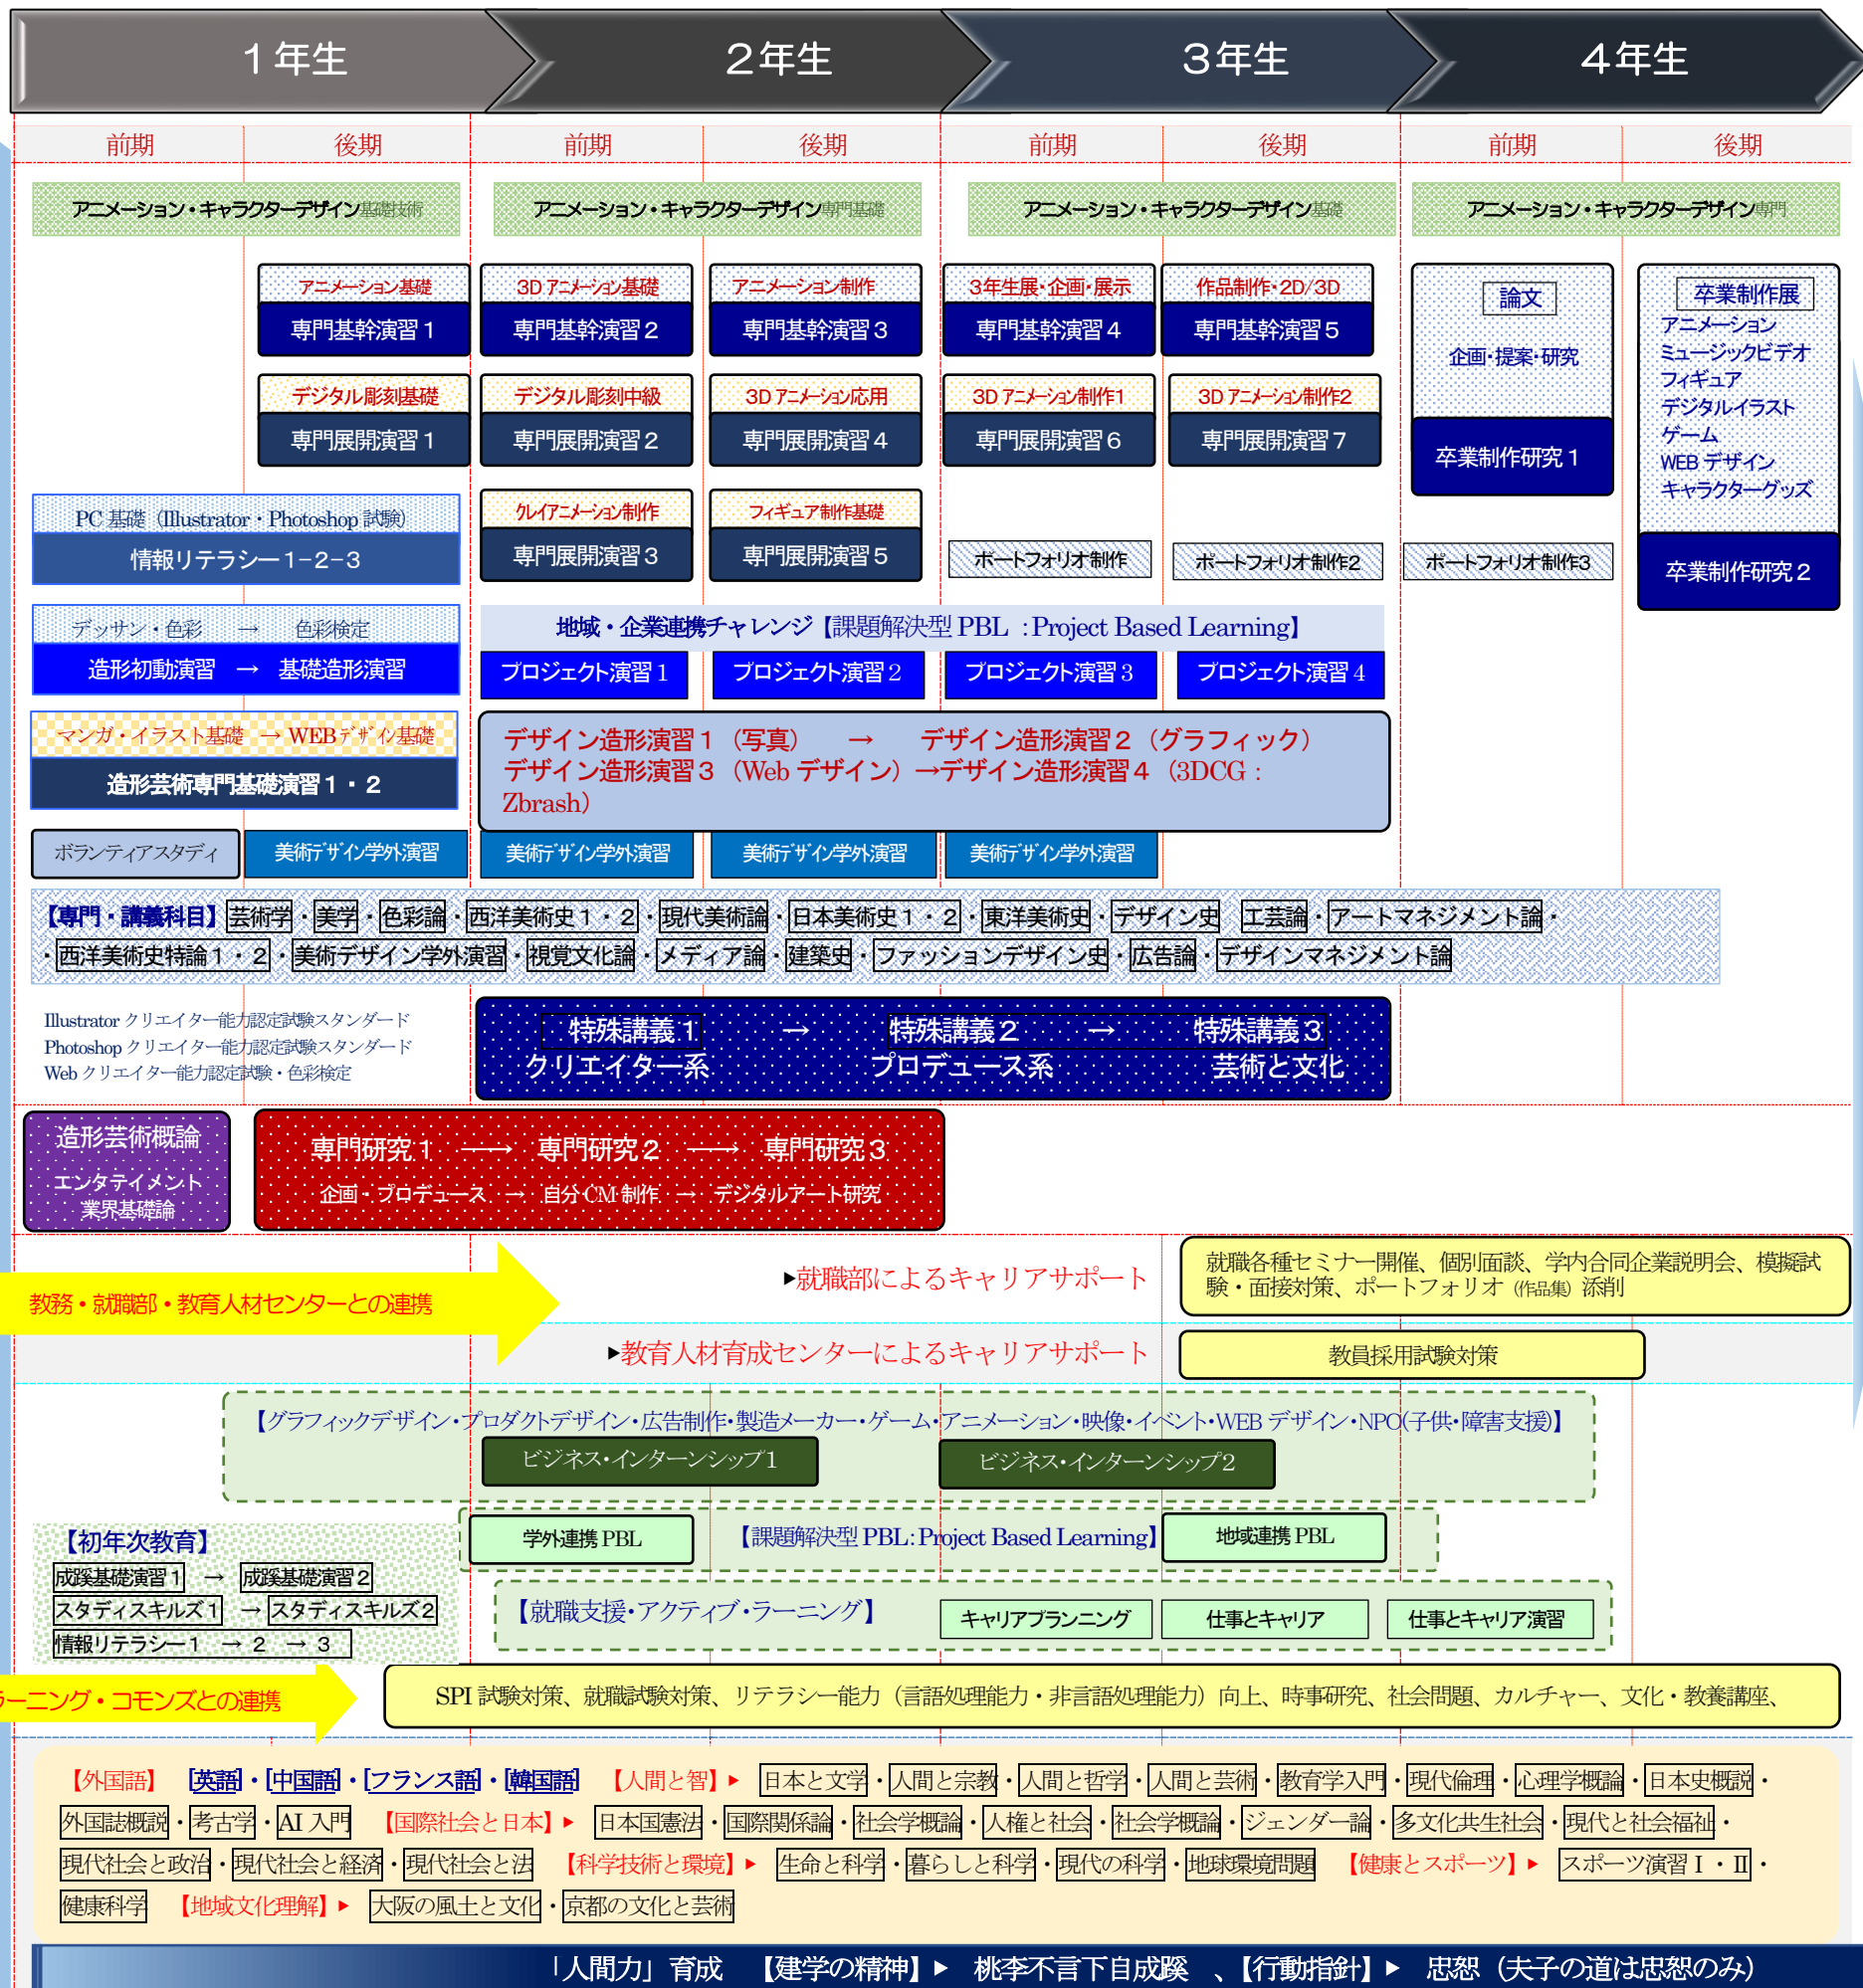 １年生　２年生　３年生　４年生
前期　後期　前期　後期　前期　後期　前期　後期
アニメーション・キャラクターデザイン基礎技術
アニメーション・キャラクターデザイン専門基礎
アニメーション・キャラクターデザイン基礎
アニメーション・キャラクターデザイン専門
アニメーション基礎
専門基幹演習１
3D アニメーション基礎
専門基幹演習２
アニメーション制作
専門基幹演習３
3年生展・企画・展示
専門基幹演習４
作品制作・2D/3D
専門基幹演習５
論文
企画・提案・研究
卒業制作研究１
卒業制作展
アニメーション
ミュージックビデオ
フィギュア
デジタルイラスト
ゲーム
WEB デザイン
キャラクターグッズ
卒業制作研究２
デジタル彫刻基礎
専門展開演習１
デジタル彫刻中級
専門展開演習２
3D アニメーション応用
専門展開演習４
3D アニメーション制作1
専門展開演習６
3D アニメーション制作2
専門展開演習７
PC 基礎（Illustrator・Photoshop 試験）
情報リテラシー１−２−３
クレイアニメーション制作
専門展開演習３
フィギュア制作基礎
専門展開演習５
ポートフォリオ制作
ポートフォリオ制作2
ポートフォリオ制作3
デッサン・色彩　→　色彩検定
造形初動演習　→　基礎造形演習
地域・企業連携チャレンジ【課題解決型 PBL ：Project Based Learning】
プロジェクト演習１
プロジェクト演習２
プロジェクト演習３
プロジェクト演習４
マンガ・イラスト基礎　→ WEBデザイン基礎
造形芸術専門基礎演習１・２
デザイン造形演習１（写真）　→　デザイン造形演習２（グラフィック）
デザイン造形演習３（Web デザイン）→デザイン造形演習４（3DCG：
Zbrash）
ボランティアスタディ
美術デザイン学外演習
美術デザイン学外演習
美術デザイン学外演習
美術デザイン学外演習
【専門・講義科目】芸術学・美学・色彩論・西洋美術史１・２・現代美術論・日本美術史１・２・東洋美術史・デザイン史　工芸論・アートマネジメント論・
・西洋美術史特論１・２・美術デザイン学外演習・視覚文化論・メディア論・建築史・ファッションデザイン史・広告論・デザインマネジメント論
Illustrator クリエイター能力認定試験スタンダード
Photoshop クリエイター能力認定試験スタンダード
Web クリエイター能力認定試験・色彩検定
特殊講義１　→　特殊講義２　→　特殊講義３
クリエイター系　プロデュース系　芸術と文化
造形芸術概論
エンタテイメント
業界基礎論
専門研究１　→　専門研究２　→　専門研究３
企画・プロデュース　→　自分 CM 制作　→　デジタルアート研究
教務・就職部・教育人材センターとの連携
▶就職部によるキャリアサポート
就職各種セミナー開催、個別面談、学内合同企業説明会、模擬試
験・面接対策、ポートフォリオ（作品集）添削
▶教育人材育成センターによるキャリアサポート
教員採用試験対策
【グラフィックデザイン・プロダクトデザイン・広告制作・製造メーカー・ゲーム・アニメーション・映像・イベント・WEB デザイン・NPO(子供・障害支援)】
ビジネス・インターンシップ１
ビジネス・インターンシップ２
学外連携 PBL
【課題解決型 PBL：Project Based Learning】
地域連携 PBL
【初年次教育】
成蹊基礎演習１　→　成蹊基礎演習２
スタディスキルズ１　→スタディスキルズ２
情報リテラシー１　→ ２　→ ３
【就職支援・アクティブ・ラーニング】
キャリアプランニング
仕事とキャリア
仕事とキャリア演習
ラーニング・コモンズとの連携
SPI 試験対策、就職試験対策、リテラシー能力（言語処理能力・非言語処理能力）向上、時事研究、社会問題、カルチャー、文化・教養講座、
【外国語】　[英語]・[中国語]・[フランス語]・[韓国語]　【人間と智】▶　日本と文学・人間と宗教・人間と哲学・人間と芸術・教育学入門・現代倫理・心理学概論・日本史概説・
外国誌概説・考古学・AI 入門　【国際社会と日本】▶　日本国憲法・国際関係論・社会学概論・人権と社会・社会学概論・ジェンダー論・多文化共生社会・現代と社会福祉・
現代社会と政治・現代社会と経済・現代社会と法　【科学技術と環境】▶　生命と科学・暮らしと科学・現代の科学・地球環境問題　【健康とスポーツ】▶　スポーツ演習Ⅰ・Ⅱ・
健康科学　【地域文化理解】▶　大阪の風土と文化・京都の文化と芸術
「人間力」育成　【建学の精神】▶　桃李不言下自成蹊　、【行動指針】▶　忠恕（夫子の道は忠恕のみ）